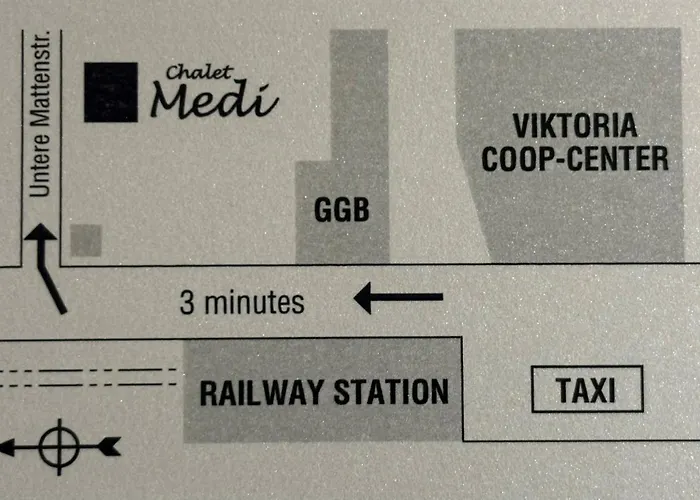 Untere Mattenstr.
Chalet
Medi
GGB
VIKTORIA
COOP-CENTER
3 minutes
RAILWAY STATION
TAXI